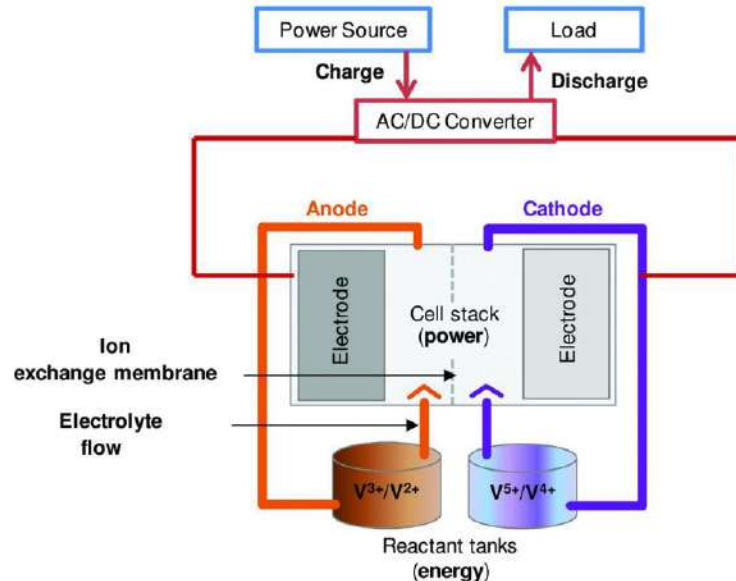 Power Source
Load
Charge
Discharge
AC/DC Converter
Anode
Cathode
Electrode
Cell stack
(power)
Electrode
Ion
exchange membrane
Electrolyte
flow
V³⁺/V²⁺
V⁵⁺/V⁴⁺
Reactant tanks
(energy)